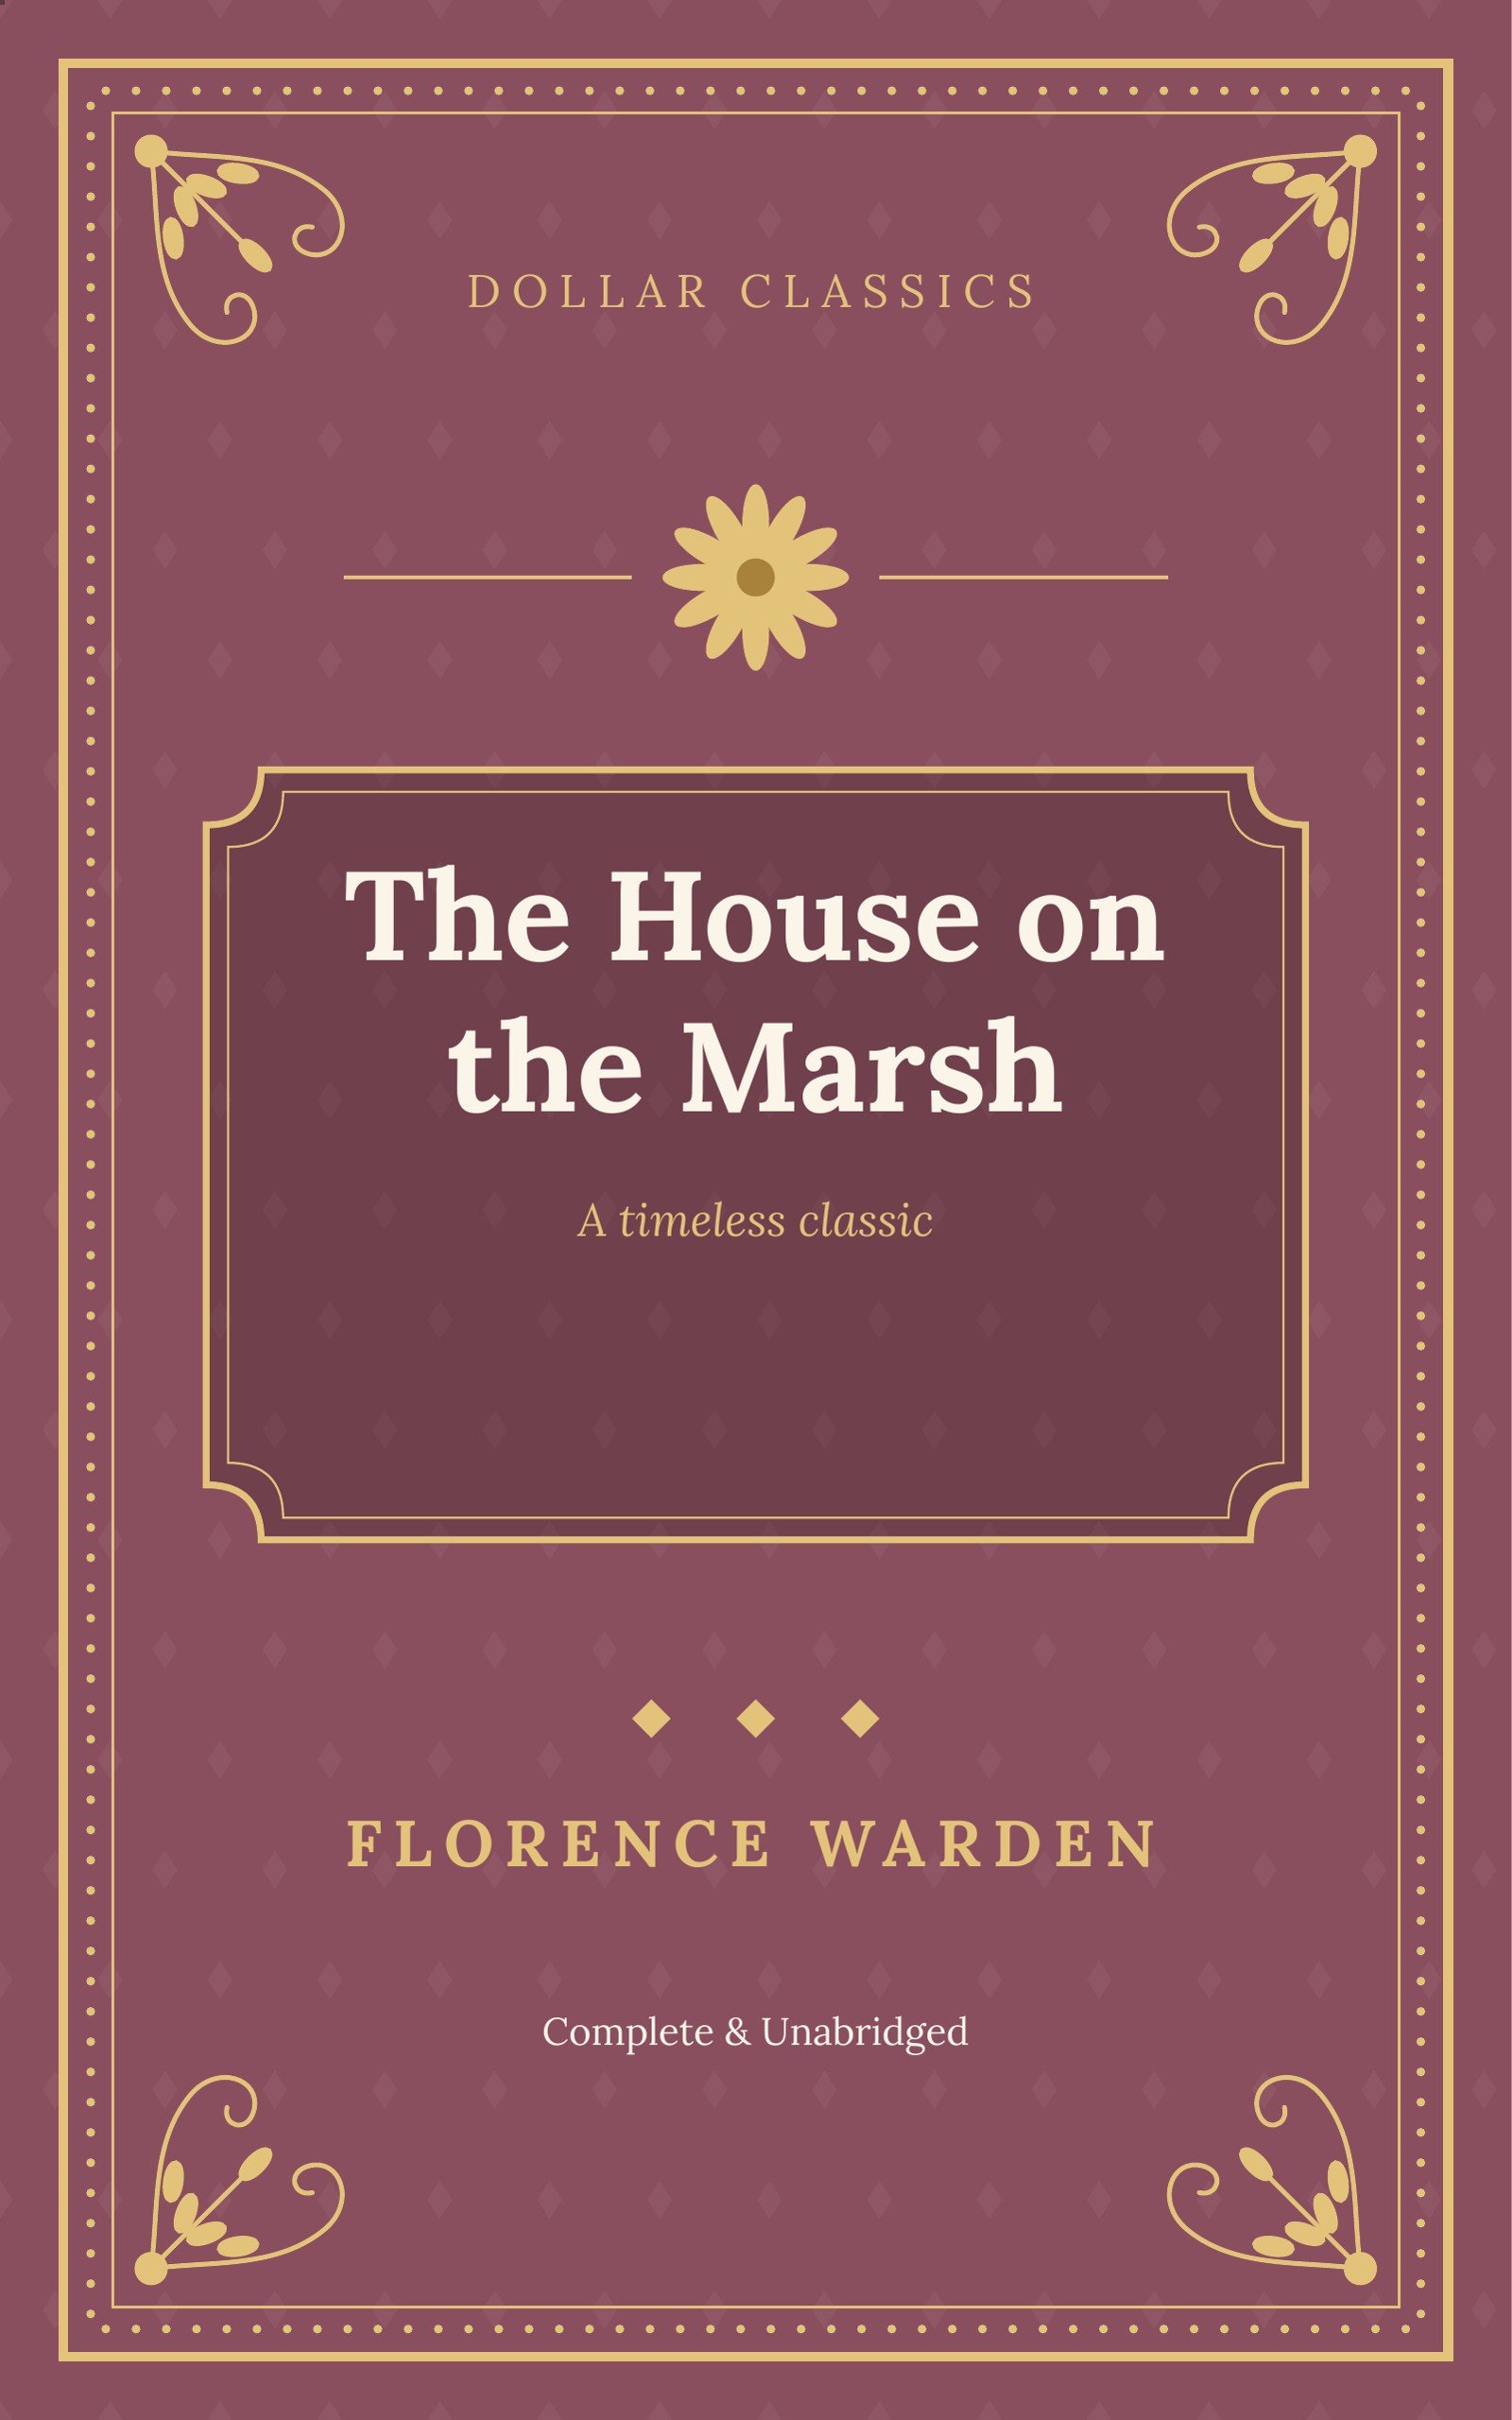 DOLLAR CLASSICS
The House on
the Marsh
A timeless classic
FLORENCE WARDEN
Complete & Unabridged